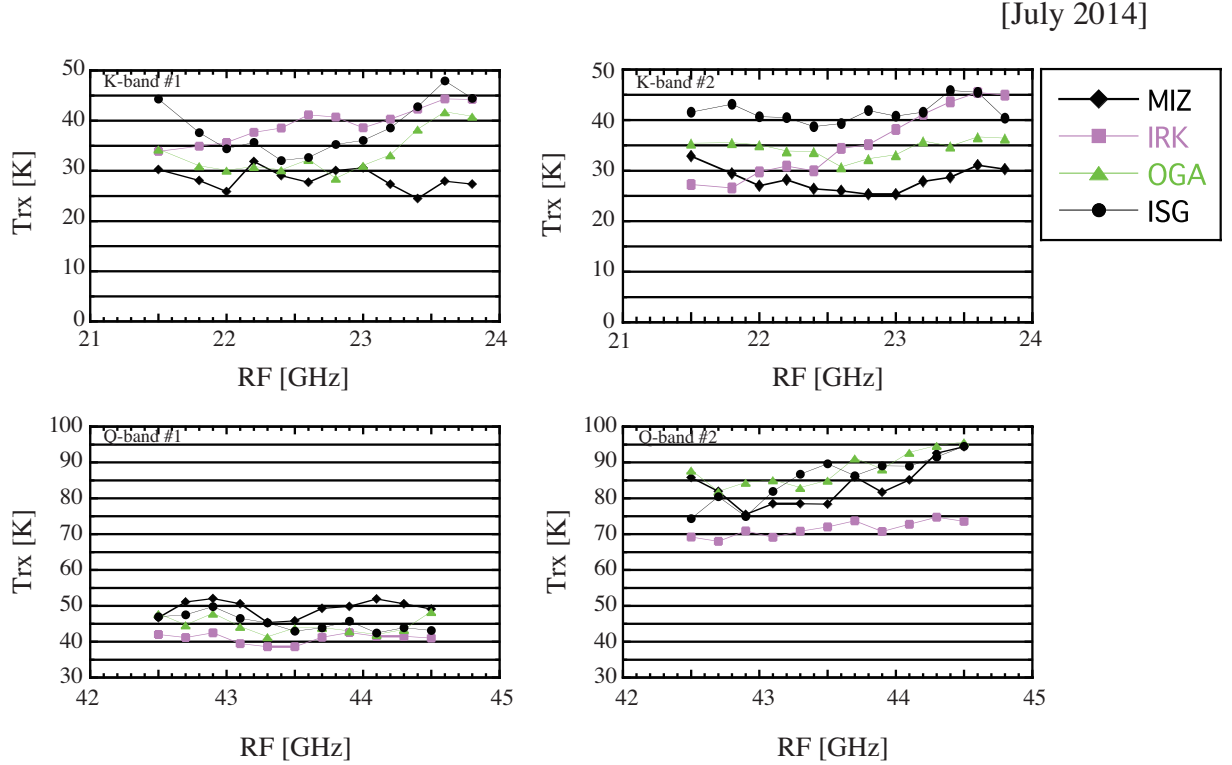 [July 2014]
K-band #1
50
40
30
20
10
0
Trx [K]
21
22
23
24
RF [GHz]
K-band #2
50
40
30
20
10
0
Trx [K]
21
22
23
24
RF [GHz]
MIZ
IRK
OGA
ISG
Q-band #1
100
90
80
70
60
50
40
30
Trx [K]
42
43
44
45
RF [GHz]
Q-band #2
100
90
80
70
60
50
40
30
Trx [K]
42
43
44
45
RF [GHz]